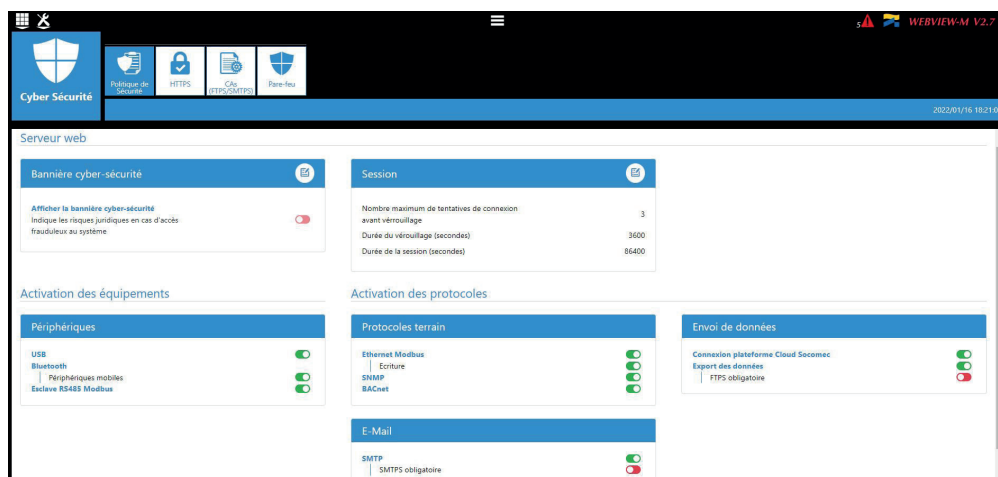 5
WEBVIEW-M V2.7
Cyber Sécurité
Politique de
Sécurité
HTTPS
CAs
(FTPS/SMTPS)
Pare-feu
2022/01/16 18:21:0
Serveur web
Bannière cyber-sécurité
Afficher la bannière cyber-sécurité
Indique les risques juridiques en cas d'accès
frauduleux au système
Session
Nombre maximum de tentatives de connexion
avant vérrouillage
3
Durée du vérouillage (secondes)
3600
Durée de la session (secondes)
86400
Activation des équipements
Périphériques
USB
Bluetooth
Périphériques mobiles
Esclave RS485 Modbus
Activation des protocoles
Protocoles terrain
Ethernet Modbus
Ecriture
SNMP
BACnet
Envoi de données
Connexion plateforme Cloud Socomec
Export des données
FTPS obligatoire
E-Mail
SMTP
SMTPS obligatoire